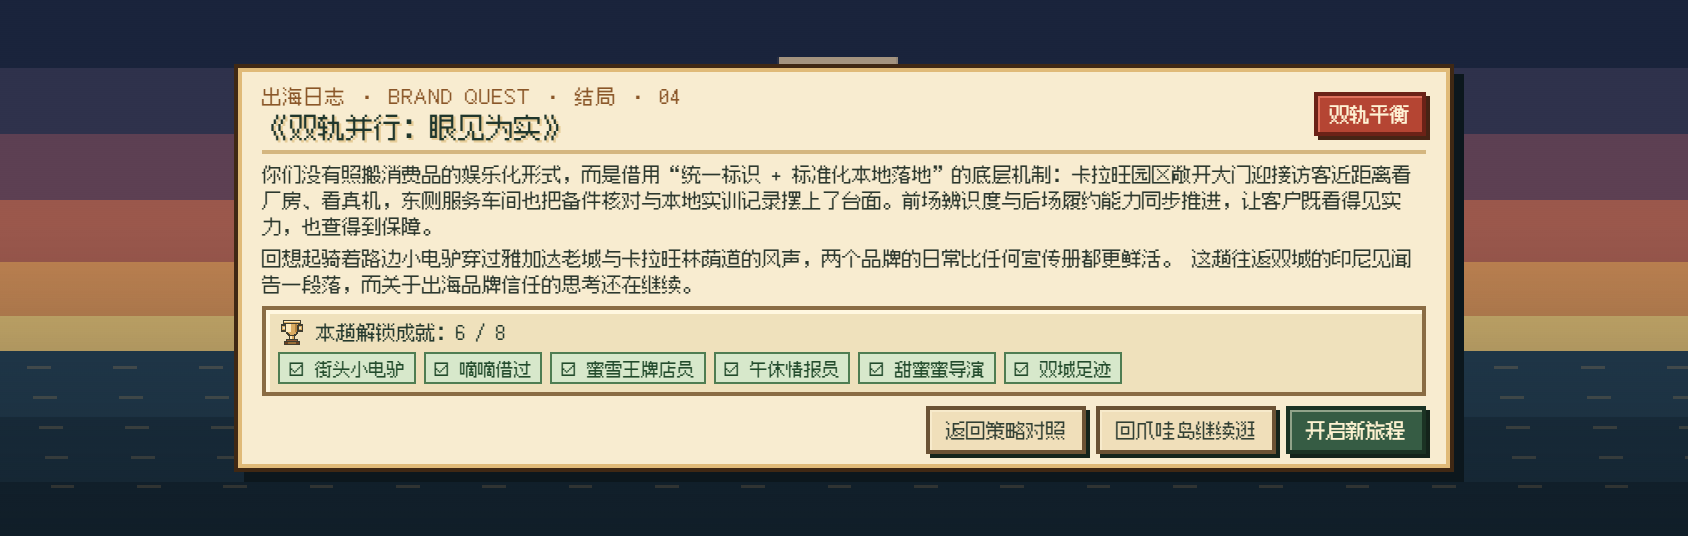 出海日志 · BRAND QUEST · 结局 · 04
《双轨并行：眼见为实》
双轨平衡
你们没有照搬消费品的娱乐化形式，而是借用“统一标识 + 标准化本地落地”的底层机制：卡拉旺园区敞开大门迎接访客近距离看
厂房、看真机，东侧服务车间也把备件核对与本地实训记录摆上了台面。前场辨识度与后场履约能力同步推进，让客户既看得见实
力，也查得到保障。
回想起骑着路边小电驴穿过雅加达老城与卡拉旺林荫道的风声，两个品牌的日常比任何宣传册都更鲜活。 这趟往返双城的印尼见闻
告一段落，而关于出海品牌信任的思考还在继续。
本趟解锁成就：6 / 8
☑ 街头小电驴 ☑ 嘀嘀借过 ☑ 蜜雪王牌店员 ☑ 午休情报员 ☑ 甜蜜蜜导演 ☑ 双城足迹
返回策略对照 回爪哇岛继续逛 开启新旅程